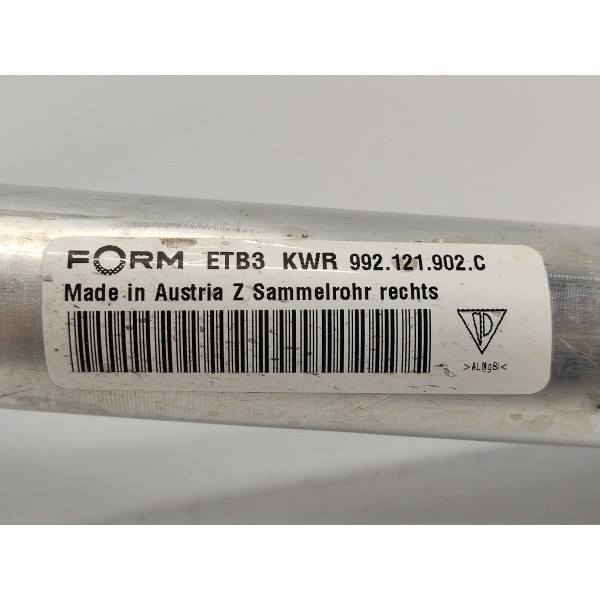 FORM ETB3 KWR 992.121.902.C
Made in Austria Z Sammelrohr rechts
>ALMgSi<